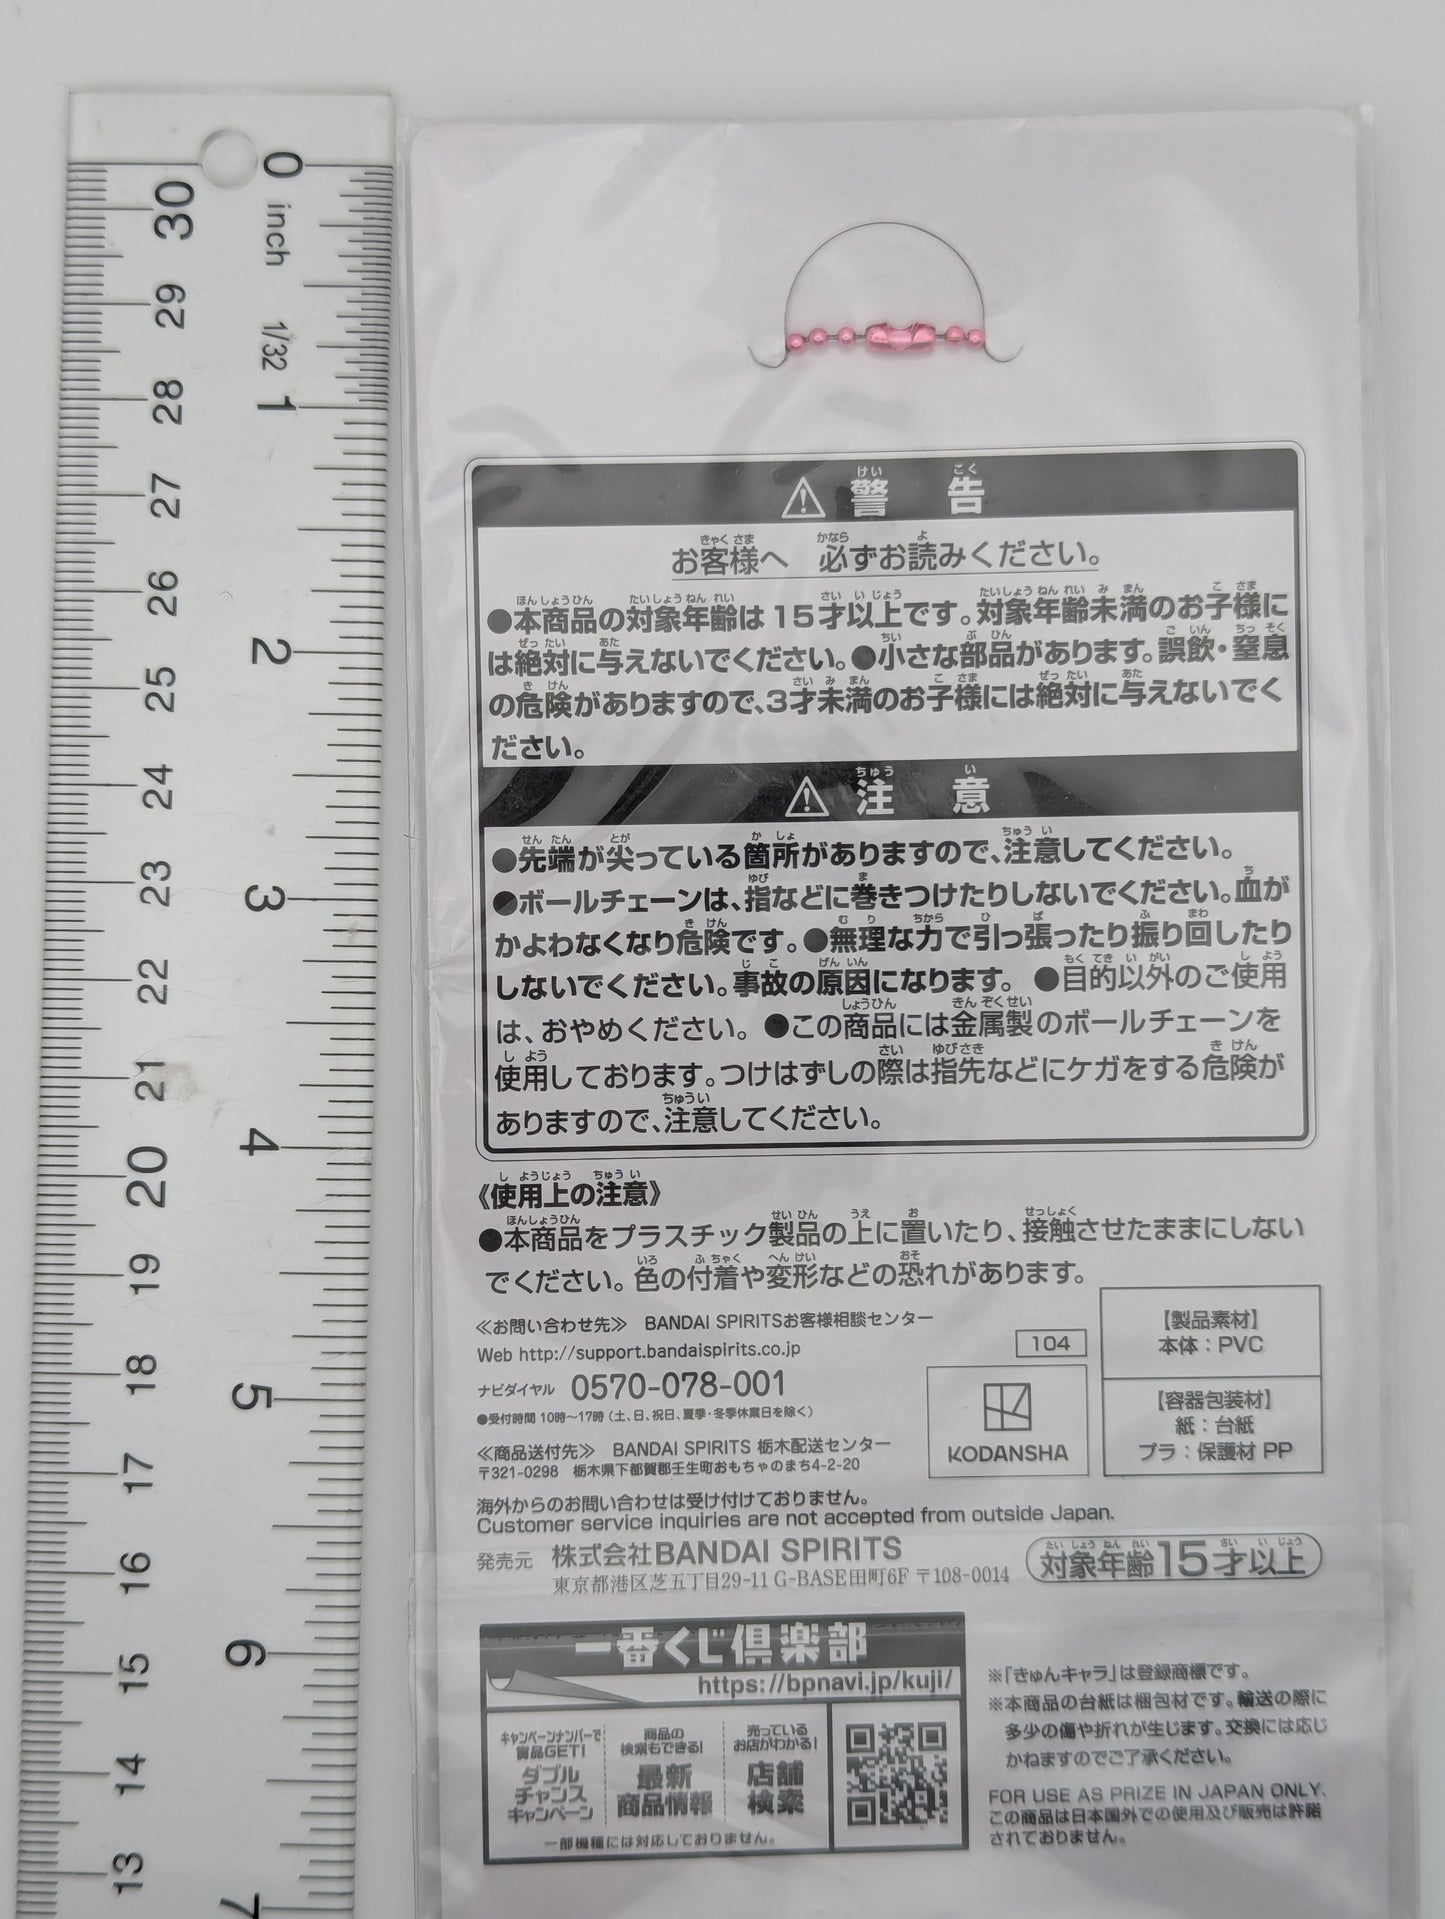 0
inch
1/32
1
2
3
4
5
6
7
30
29
28
27
26
25
24
23
22
21
20
19
18
17
16
15
14
13
警告
お客様へ 必ずお読みください。
●本商品の対象年齢は15才以上です。対象年齢未満のお子様に
は絶対に与えないでください。●小さな部品があります。誤飲・窒息
の危険がありますので、3才未満のお子様には絶対に与えないでく
ださい。
注意
●先端が尖っている箇所がありますので、注意してください。
●ボールチェーンは、指などに巻きつけたりしないでください。血が
かよわなくなり危険です。●無理な力で引っ張ったり振り回したり
しないでください。事故の原因になります。 ●目的以外のご使用
は、おやめください。●この商品には金属製のボールチェーンを
使用しております。つけはずしの際は指先などにケガをする危険が
ありますので、注意してください。
《使用上の注意》
●本商品をプラスチック製品の上に置いたり、接触させたままにしない
でください。色の付着や変形などの恐れがあります。
≪お問い合わせ先≫ BANDAI SPIRITSお客様相談センター
Web http://support.bandaispirits.co.jp
ナビダイヤル 0570-078-001
●受付時間 10時〜17時(土、日、祝日、夏季・冬季休業日を除く)
≪商品送付先≫ BANDAI SPIRITS 栃木配送センター
〒321-0298 栃木県下都賀郡壬生町おもちゃのまち4-2-20
104
KODANSHA
【製品素材】
本体：PVC
【容器包装材】
紙：台紙
プラ：保護材 PP
海外からのお問い合わせは受け付けておりません。
Customer service inquiries are not accepted from outside Japan.
発売元 株式会社BANDAI SPIRITS
東京都港区芝五丁目29-11 G-BASE田町6F 〒108-0014
対象年齢15才以上
一番くじ倶楽部
https://bpnavi.jp/kuji/
キャンペーンナンバーで
賞品GET!
ダブル
チャンス
キャンペーン
商品の
検索もできる!
最新
商品情報
売っている
お店がわかる!
店舗
検索
一部機種には対応しておりません。
※「きゅんキャラ」は登録商標です。
※本商品の台紙は梱包材です。輸送の際に
多少の傷や折れが生じます。交換には応じ
かねますのでご了承ください。
FOR USE AS PRIZE IN JAPAN ONLY.
この商品は日本国外での使用及び販売は許諾
されておりません。